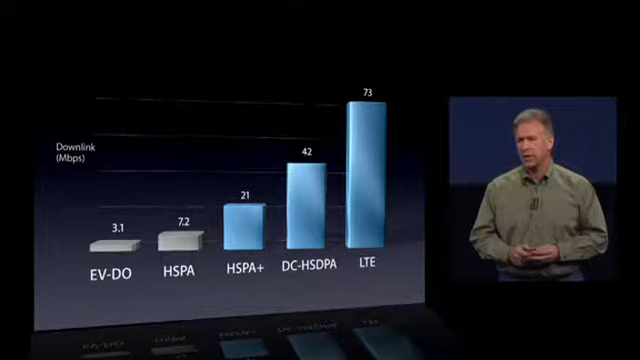 73
Downlink
(Mbps)
42
21
7.2
3.1
EV-DO
HSPA
HSPA+
DC-HSDPA
LTE